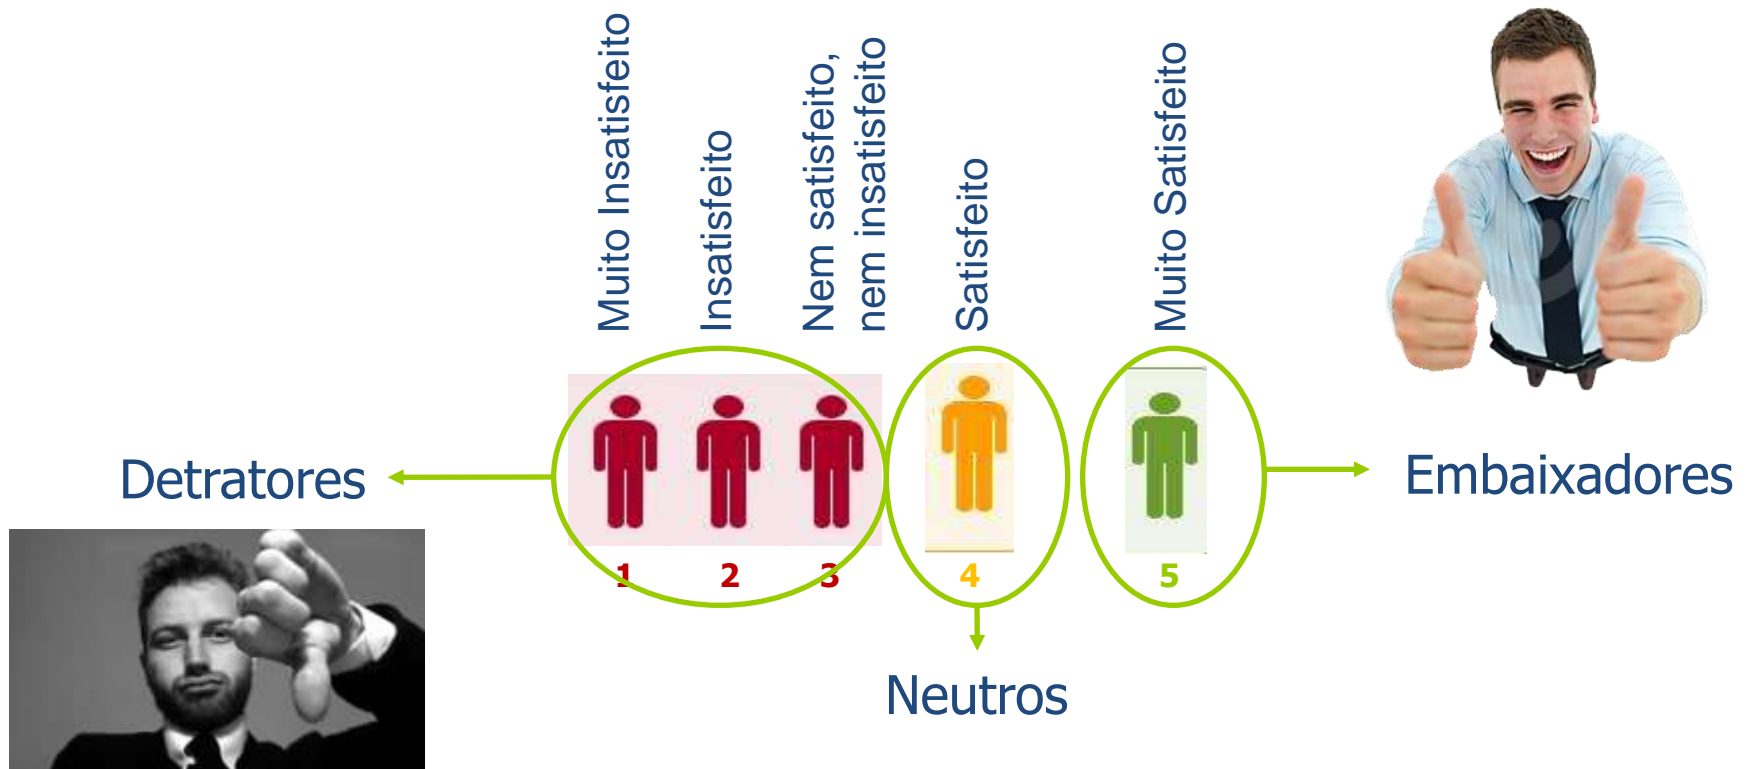 Muito Insatisfeito
Insatisfeito
Nem satisfeito,
nem insatisfeito
Satisfeito
Muito Satisfeito
Detratores
Embaixadores
1 2 3 4 5
Neutros